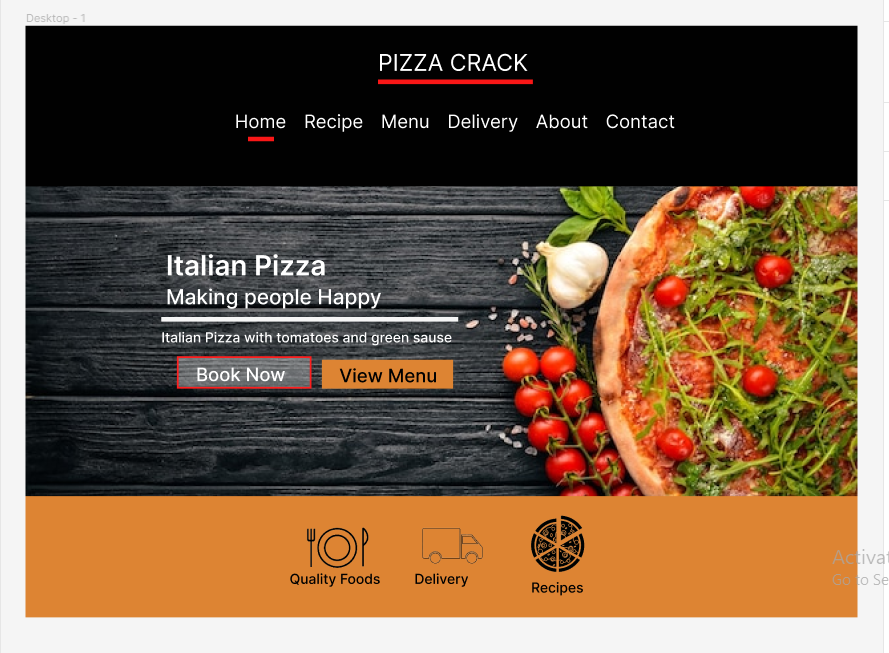 Desktop - 1
PIZZA CRACK
Home Recipe Menu Delivery About Contact
Italian Pizza
Making people Happy
Italian Pizza with tomatoes and green sause
Book Now View Menu
Quality Foods Delivery Recipes
Activat
Go to Se